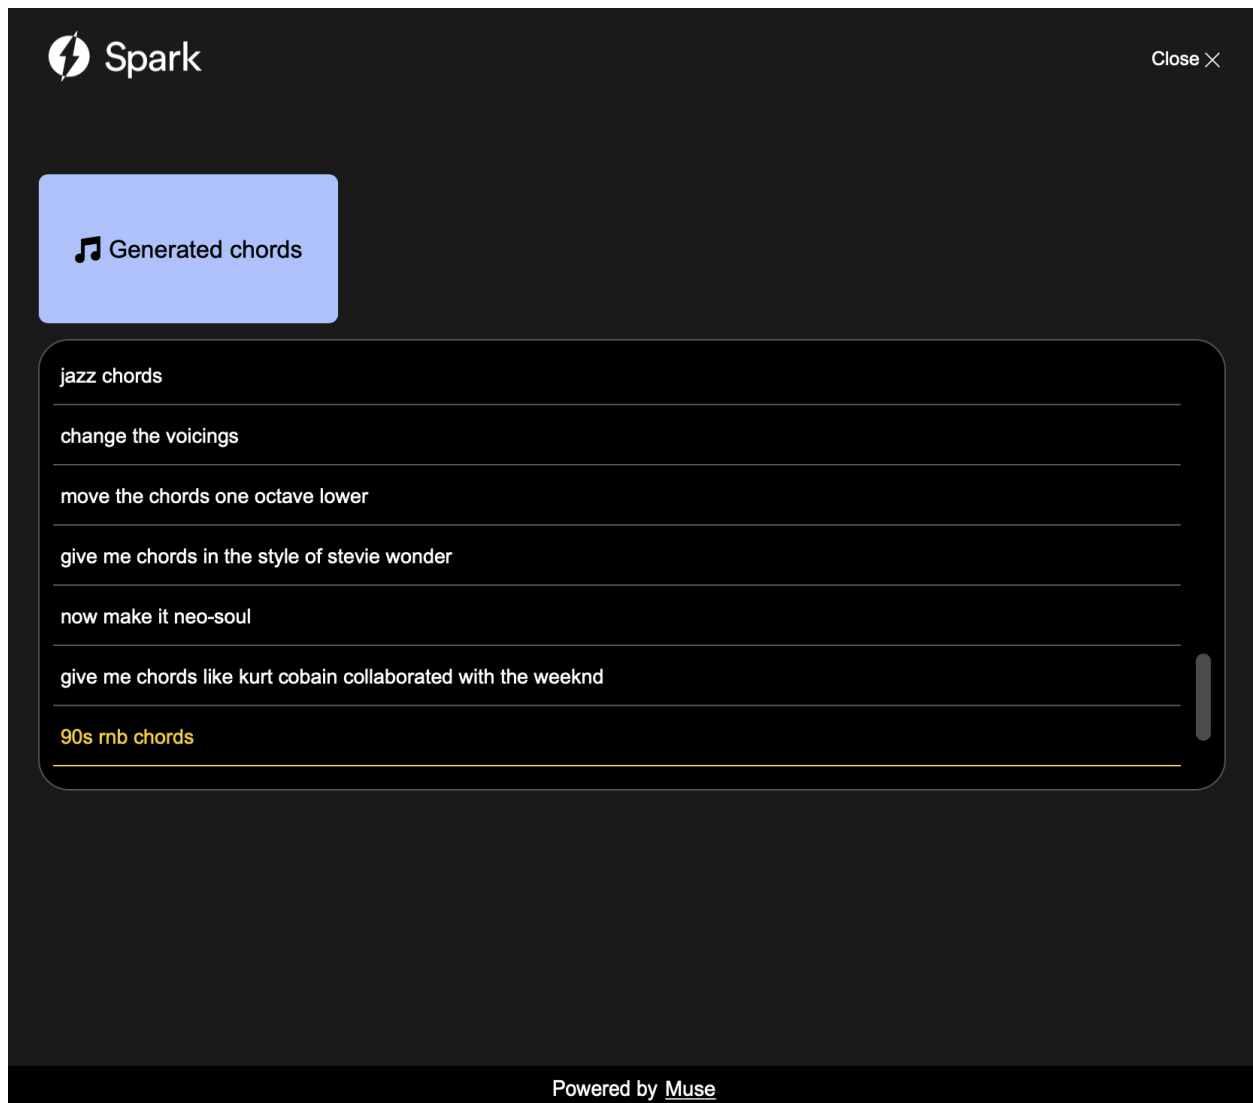 Spark
Close
Generated chords
jazz chords
change the voicings
move the chords one octave lower
give me chords in the style of stevie wonder
now make it neo-soul
give me chords like kurt cobain collaborated with the weeknd
90s rnb chords
Powered by Muse